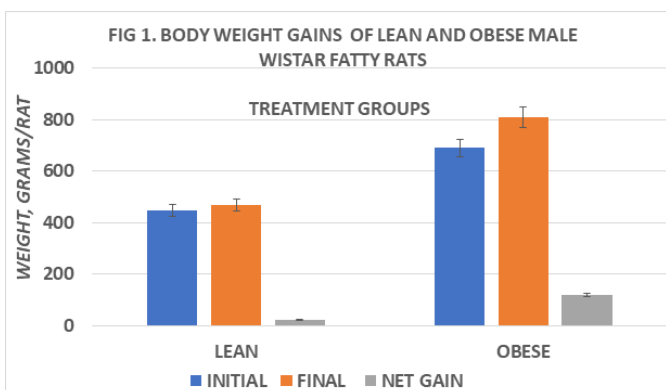 FIG 1. BODY WEIGHT GAINS OF LEAN AND OBESE MALE
WISTAR FATTY RATS
TREATMENT GROUPS
WEIGHT, GRAMS/RAT
1000
800
600
400
200
0
LEAN OBESE
INITIAL FINAL NET GAIN